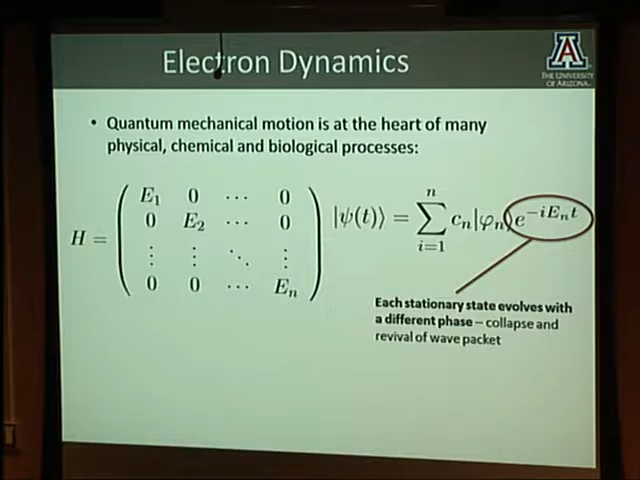 Electron Dynamics
A
THE UNIVERSITY
OF ARIZONA.
• Quantum mechanical motion is at the heart of many
physical, chemical and biological processes:
H = ( E₁ 0 ⋯ 0
0 E₂ ⋯ 0
⋮ ⋮ ⋱ ⋮
0 0 ⋯ Eₙ )
|ψ(t)⟩ = ∑ᵢ₌₁ⁿ cₙ|φₙ⟩e^{−iEₙt}
Each stationary state evolves with
a different phase – collapse and
revival of wave packet